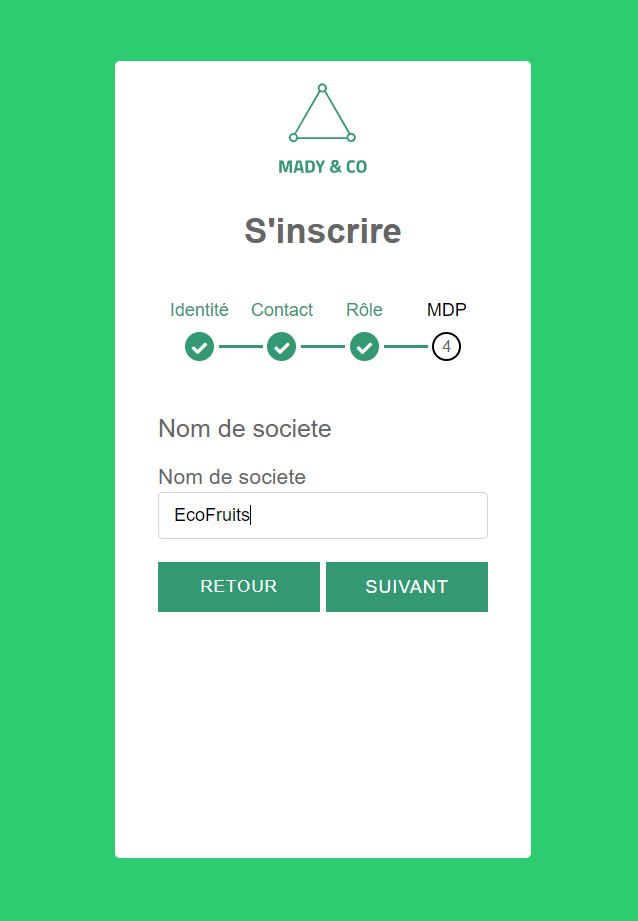 MADY & CO
S'inscrire
Identité Contact Rôle MDP
4
Nom de societe
Nom de societe
EcoFruits
RETOUR SUIVANT